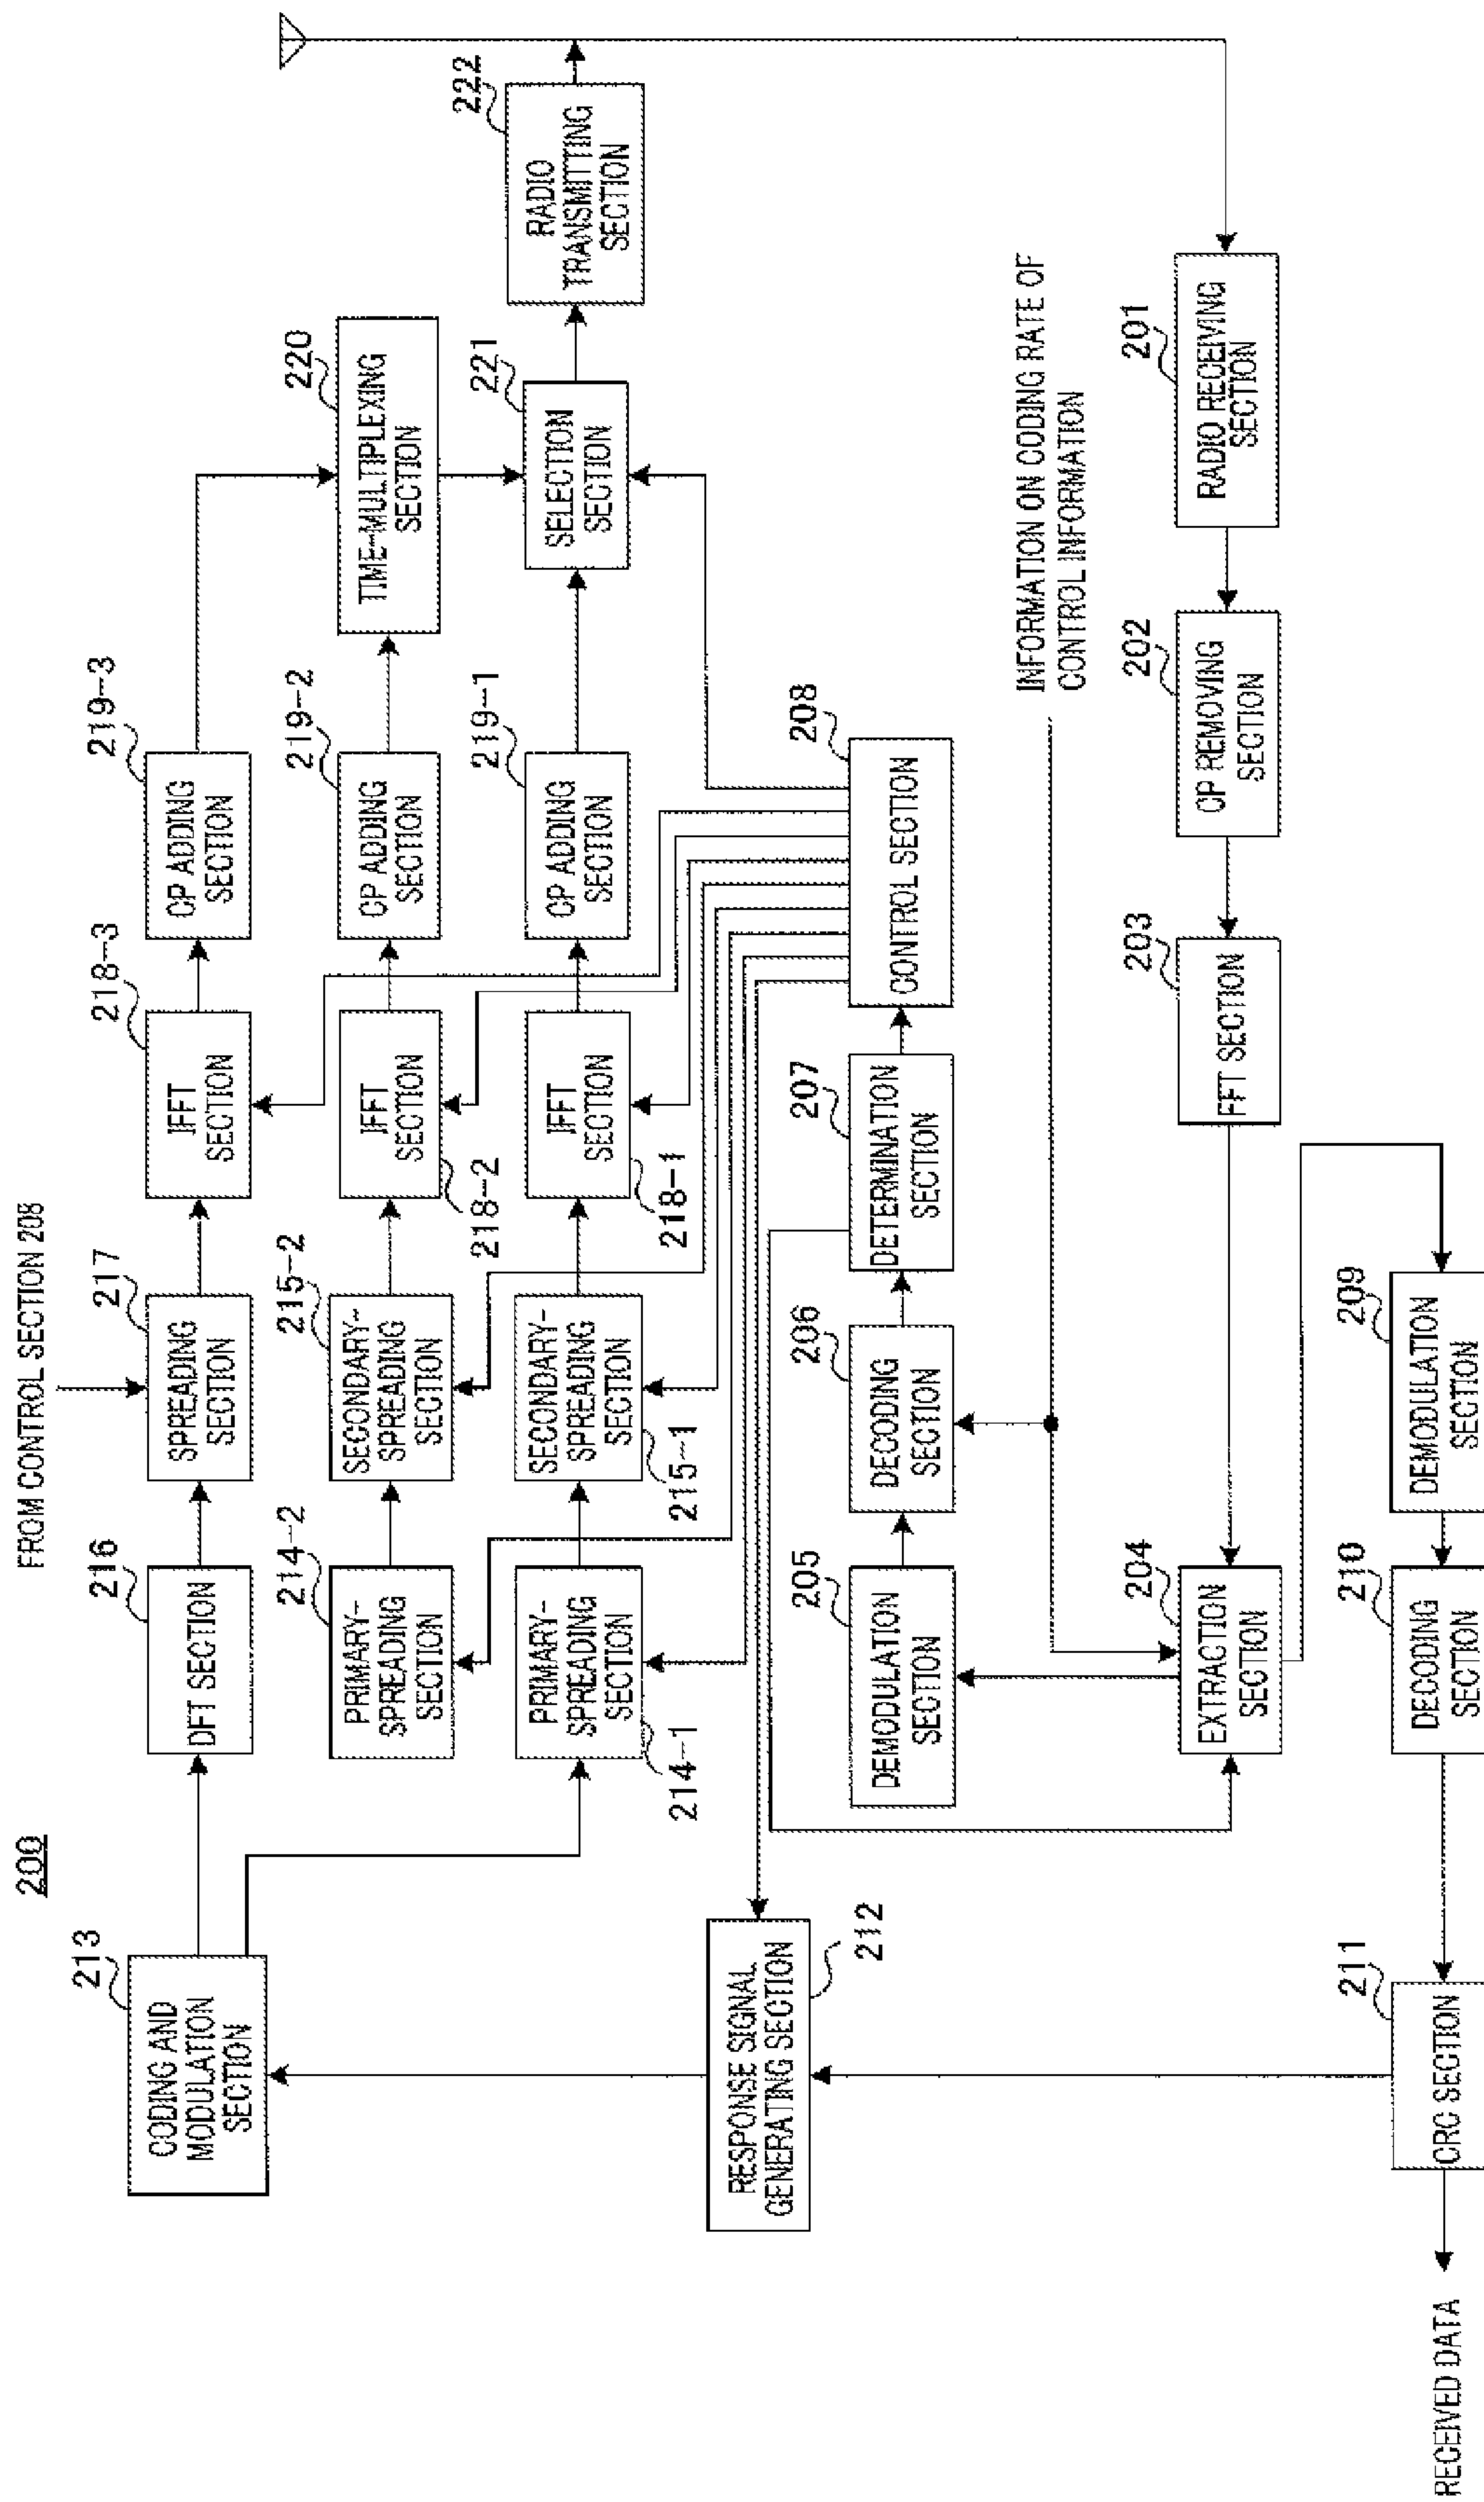 200
FROM CONTROL SECTION 208
213
CODING AND
MODULATION
SECTION
216
DFT SECTION
217
SPREADING
SECTION
218-3
IFFT
SECTION
219-3
CP ADDING
SECTION
214-2
PRIMARY-
SPREADING
SECTION
215-2
SECONDARY-
SPREADING
SECTION
218-2
IFFT
SECTION
219-2
CP ADDING
SECTION
220
TIME-MULTIPLEXING
SECTION
214-1
PRIMARY-
SPREADING
SECTION
215-1
SECONDARY-
SPREADING
SECTION
218-1
IFFT
SECTION
219-1
CP ADDING
SECTION
221
SELECTION
SECTION
222
RADIO
TRANSMITTING
SECTION
212
RESPONSE SIGNAL
GENERATING SECTION
205
DEMODULATION
SECTION
206
DECODING
SECTION
207
DETERMINATION
SECTION
208
CONTROL SECTION
INFORMATION ON CODING RATE OF
CONTROL INFORMATION
204
EXTRACTION
SECTION
203
FFT SECTION
202
CP REMOVING
SECTION
201
RADIO RECEIVING
SECTION
211
CRC SECTION
210
DECODING
SECTION
209
DEMODULATION
SECTION
RECEIVED DATA